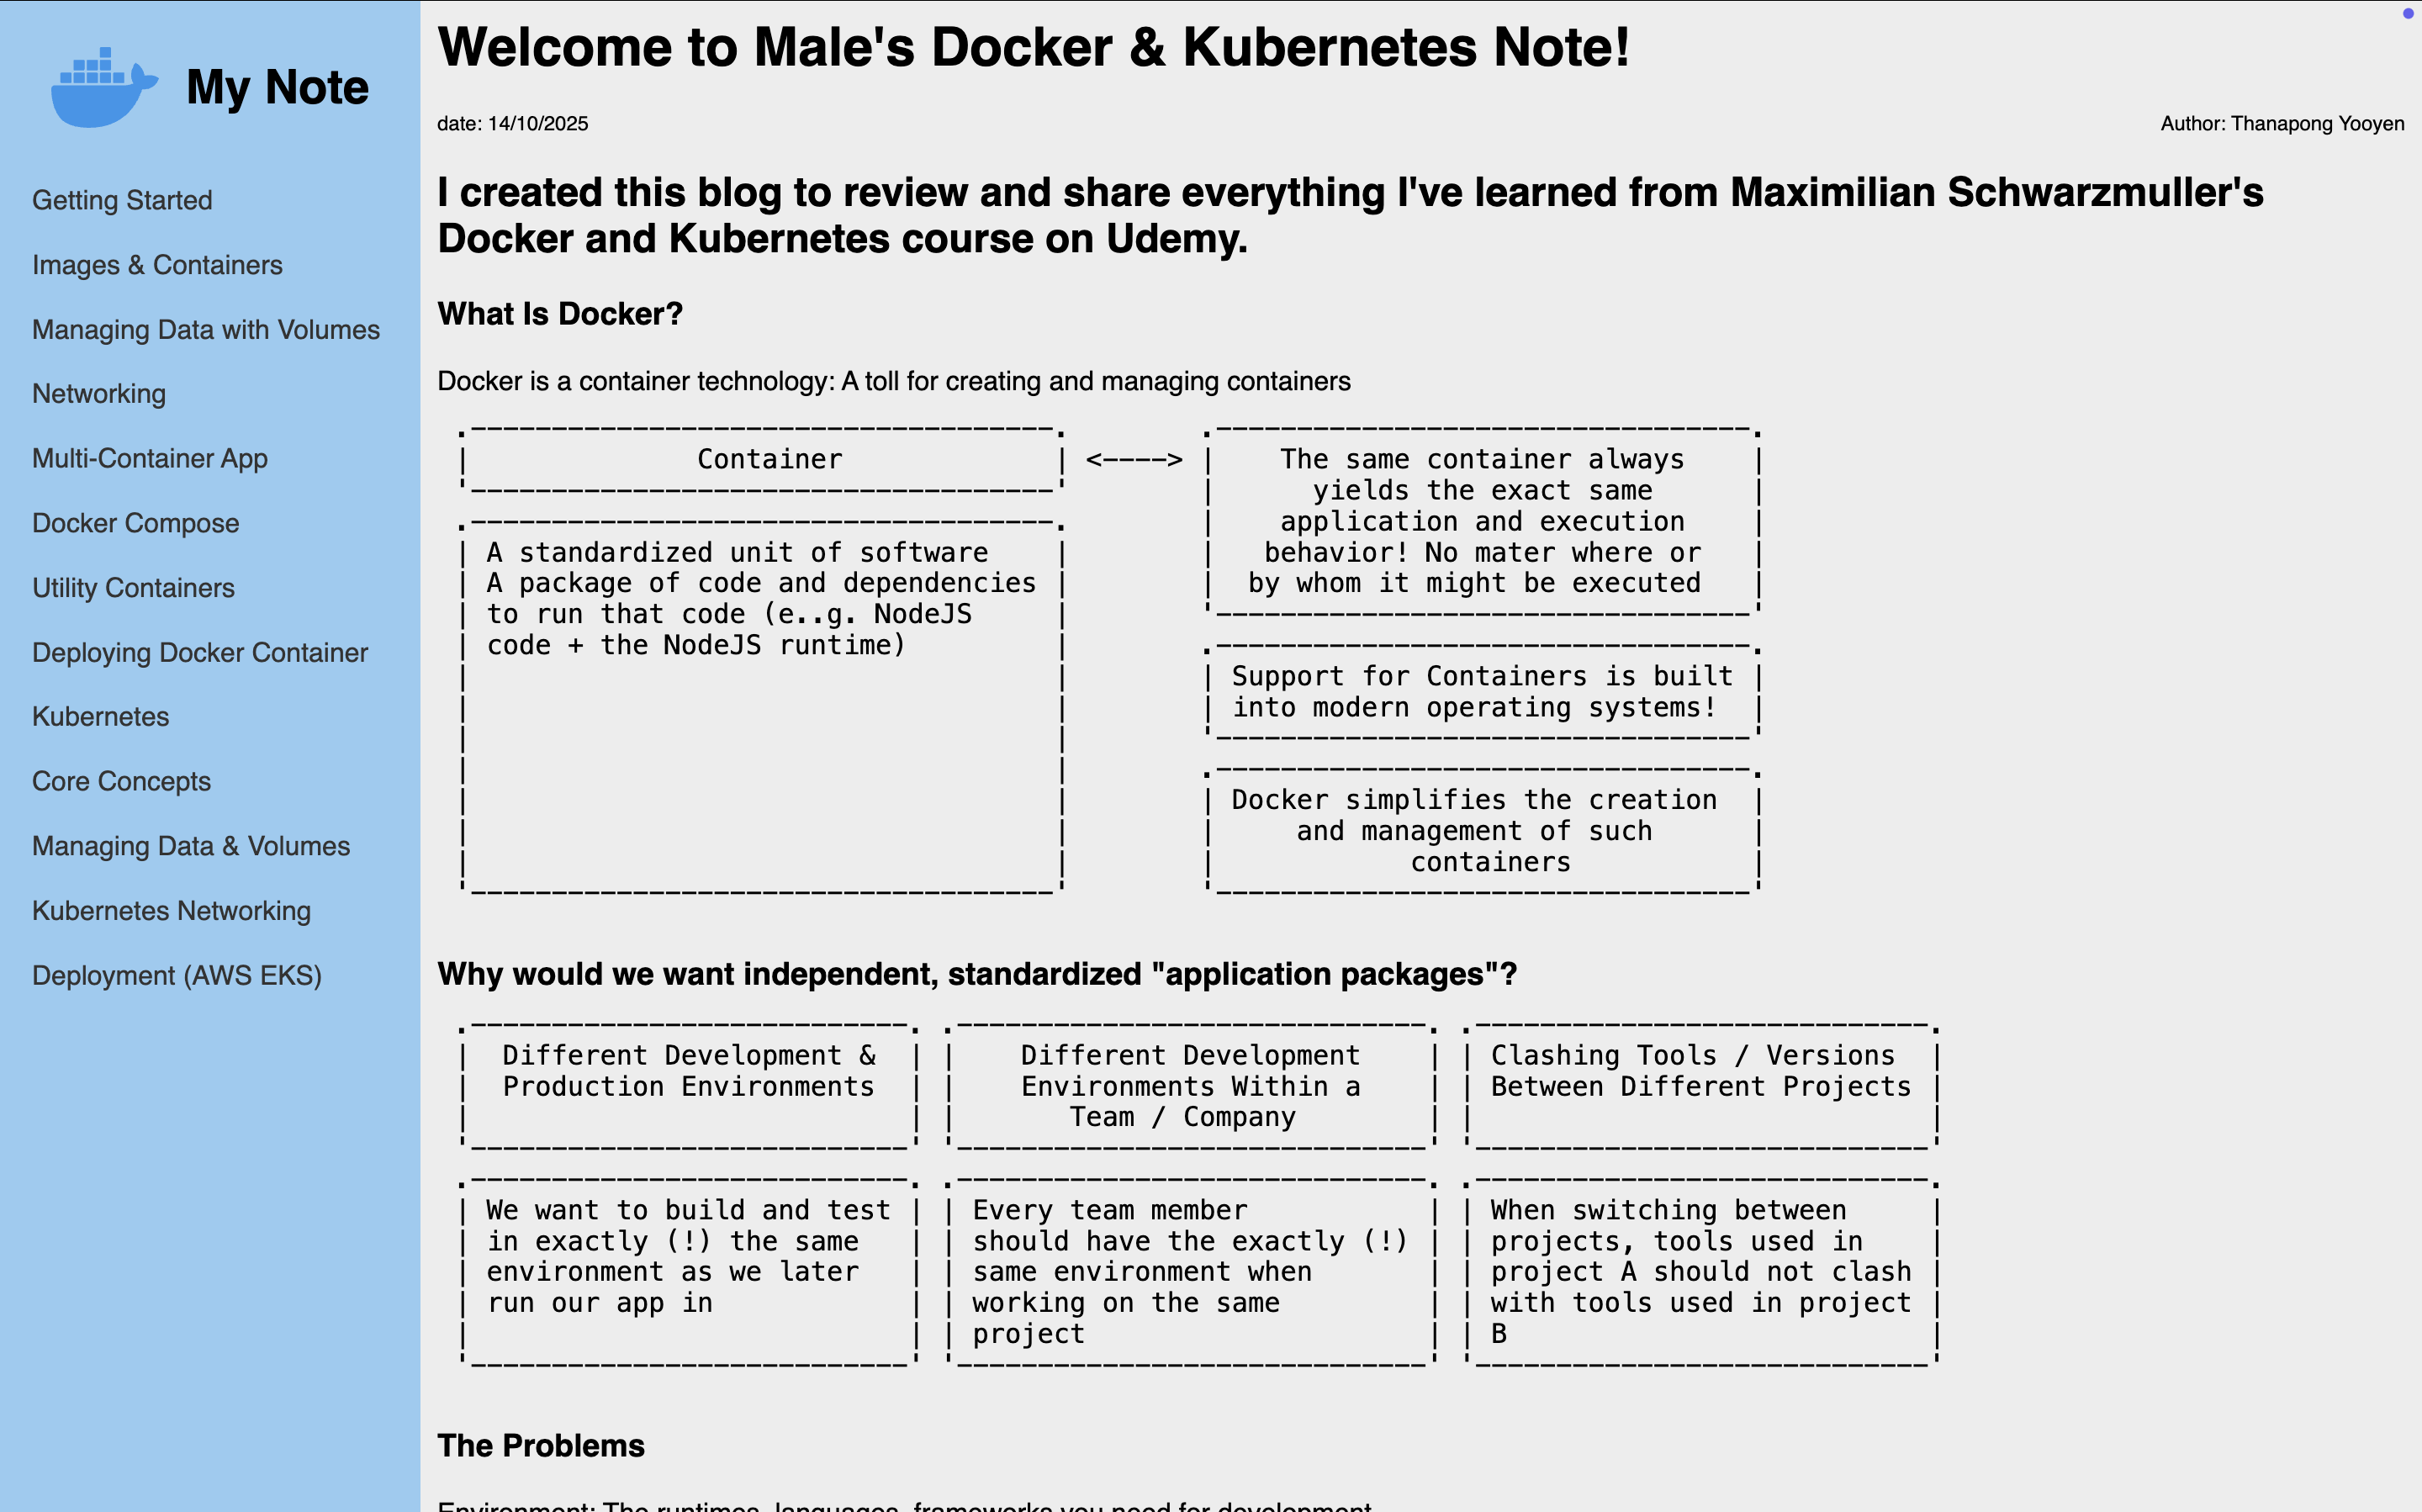 My Note
Getting Started
Images & Containers
Managing Data with Volumes
Networking
Multi-Container App
Docker Compose
Utility Containers
Deploying Docker Container
Kubernetes
Core Concepts
Managing Data & Volumes
Kubernetes Networking
Deployment (AWS EKS)
Welcome to Male's Docker & Kubernetes Note!
date: 14/10/2025
Author: Thanapong Yooyen
I created this blog to review and share everything I've learned from Maximilian Schwarzmuller's
Docker and Kubernetes course on Udemy.
What Is Docker?
Docker is a container technology: A toll for creating and managing containers
Container
<---->
A standardized unit of software
A package of code and dependencies
to run that code (e..g. NodeJS
code + the NodeJS runtime)
The same container always
yields the exact same
application and execution
behavior! No mater where or
by whom it might be executed
Support for Containers is built
into modern operating systems!
Docker simplifies the creation
and management of such
containers
Why would we want independent, standardized "application packages"?
Different Development &
Production Environments
Different Development
Environments Within a
Team / Company
Clashing Tools / Versions
Between Different Projects
We want to build and test
in exactly (!) the same
environment as we later
run our app in
Every team member
should have the exactly (!)
same environment when
working on the same
project
When switching between
projects, tools used in
project A should not clash
with tools used in project
B
The Problems
Environment: The runtimes, languages, frameworks you need for development